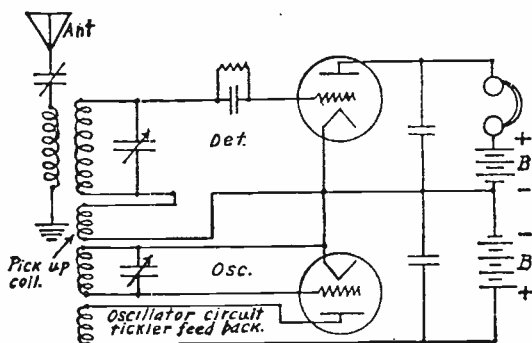 Ant
Det.
+
B
-
-
B
+
Pick up
coil.
Osc.
Oscillator circuit
tickler feed back.